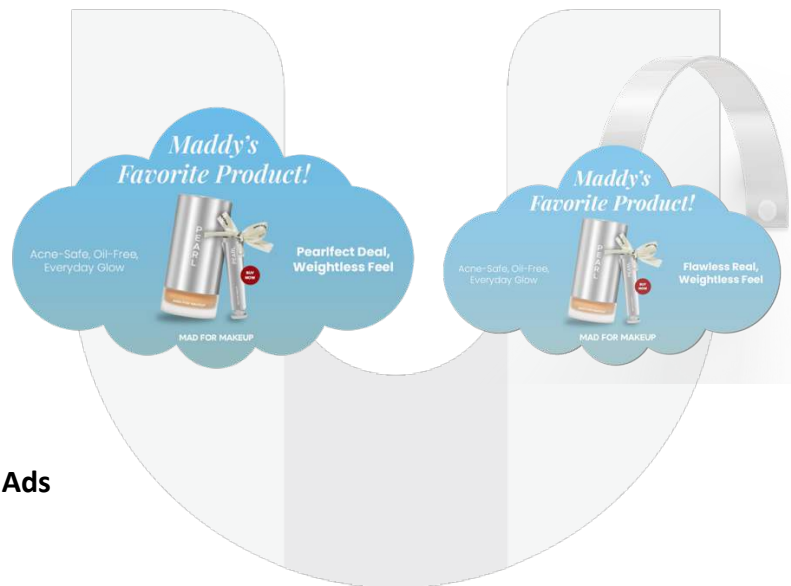 Maddy's
Favorite Product!
PEARL
Acne-Safe, Oil-Free,
Everyday Glow
Pearlfect Deal,
Weightless Feel
BUY
NOW
MAD FOR MAKEUP
Maddy's
Favorite Product!
PEARL
Acne-Safe, Oil-Free,
Everyday Glow
Flawless Real,
Weightless Feel
BUY
NOW
MAD FOR MAKEUP
Ads